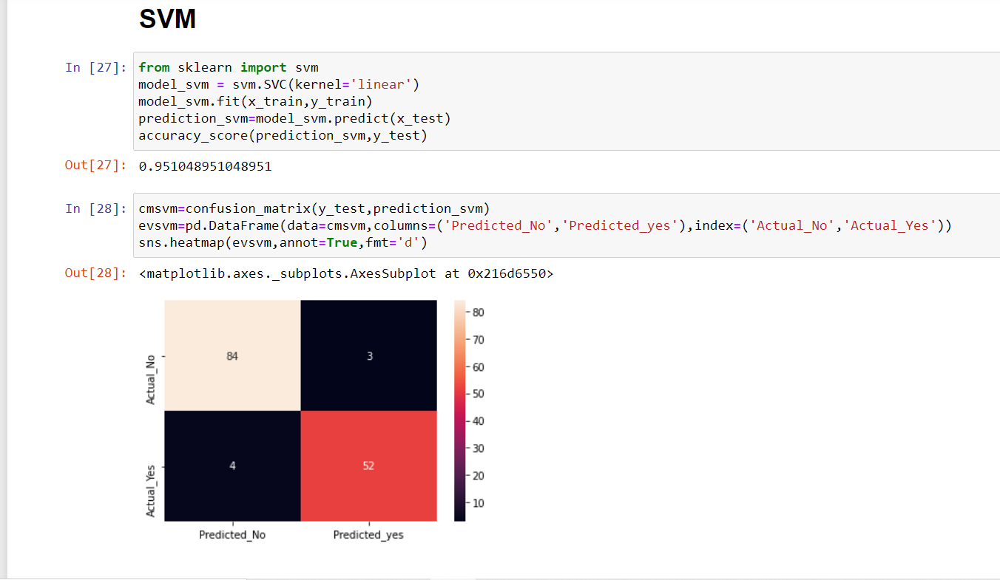 SVM
In [27]:
from sklearn import svm
model_svm = svm.SVC(kernel='linear')
model_svm.fit(x_train,y_train)
prediction_svm=model_svm.predict(x_test)
accuracy_score(prediction_svm,y_test)
Out[27]: 0.951048951048951
In [28]:
cmsvm=confusion_matrix(y_test,prediction_svm)
evsvm=pd.DataFrame(data=cmsvm,columns=('Predicted_No','Predicted_yes'),index=('Actual_No','Actual_Yes'))
sns.heatmap(evsvm,annot=True,fmt='d')
Out[28]: <matplotlib.axes._subplots.AxesSubplot at 0x216d6550>
Actual_No
84
3
Actual_Yes
4
52
Predicted_No
Predicted_yes
80
70
60
50
40
30
20
10